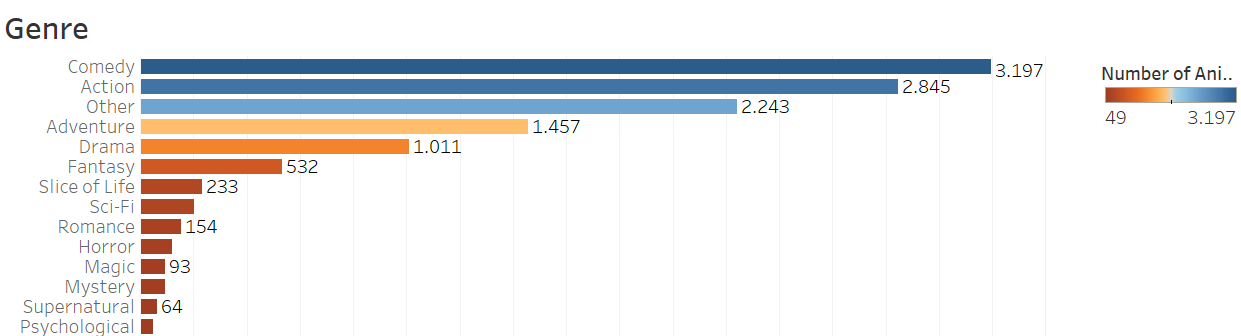 Genre
Comedy 3.197
Action 2.845
Other 2.243
Adventure 1.457
Drama 1.011
Fantasy 532
Slice of Life 233
Sci-Fi
Romance 154
Horror
Magic 93
Mystery
Supernatural 64
Psychological
Number of Ani..
49 3.197